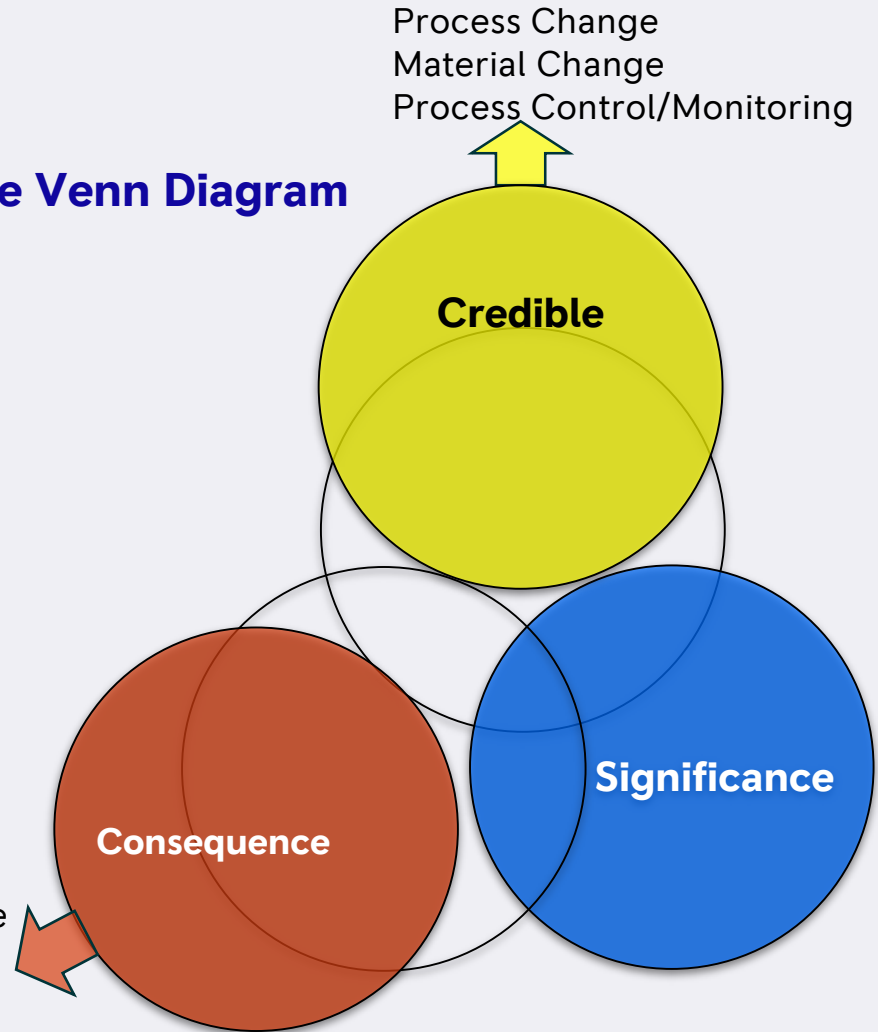 Process Change
Material Change
Process Control/Monitoring
e Venn Diagram
Credible
Significance
Consequence
e